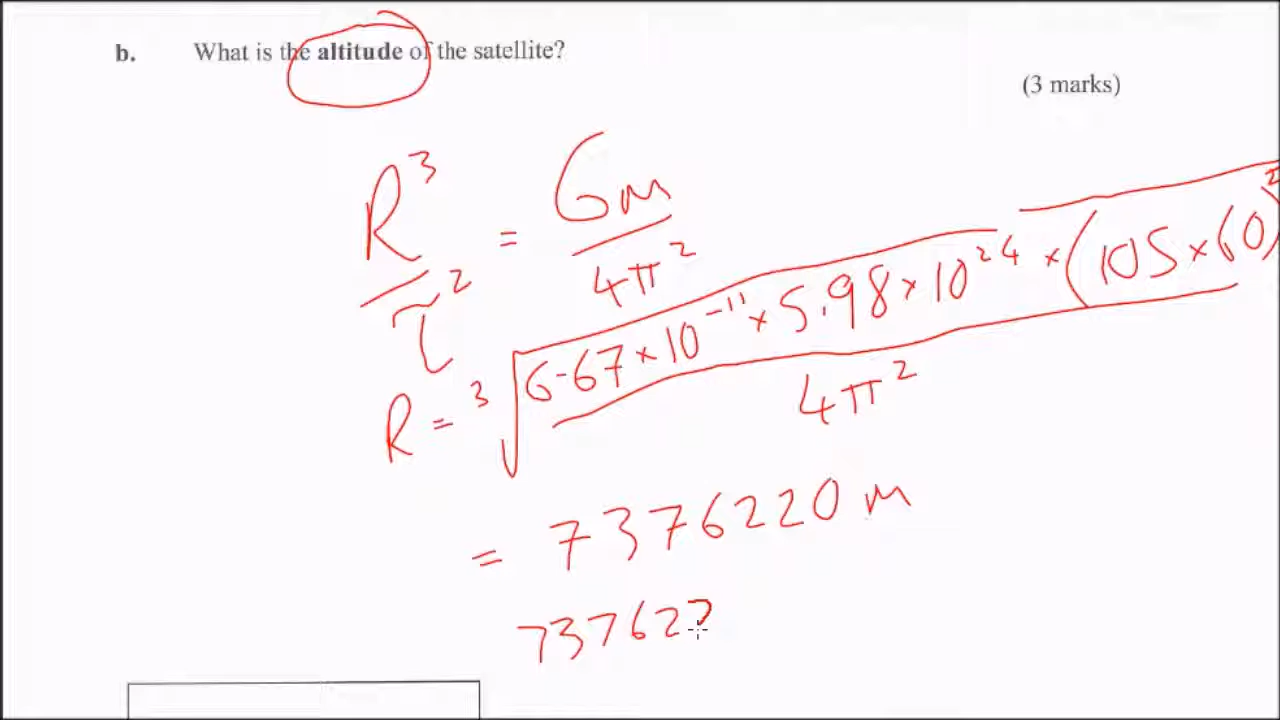 b. What is the altitude of the satellite?
(3 marks)
R³/T² = Gm/4π²
R = ³√(6.67 × 10⁻¹¹ × 5.98 × 10²⁴ × (105 × 60)²/4π²)
= 7376220 m
737622